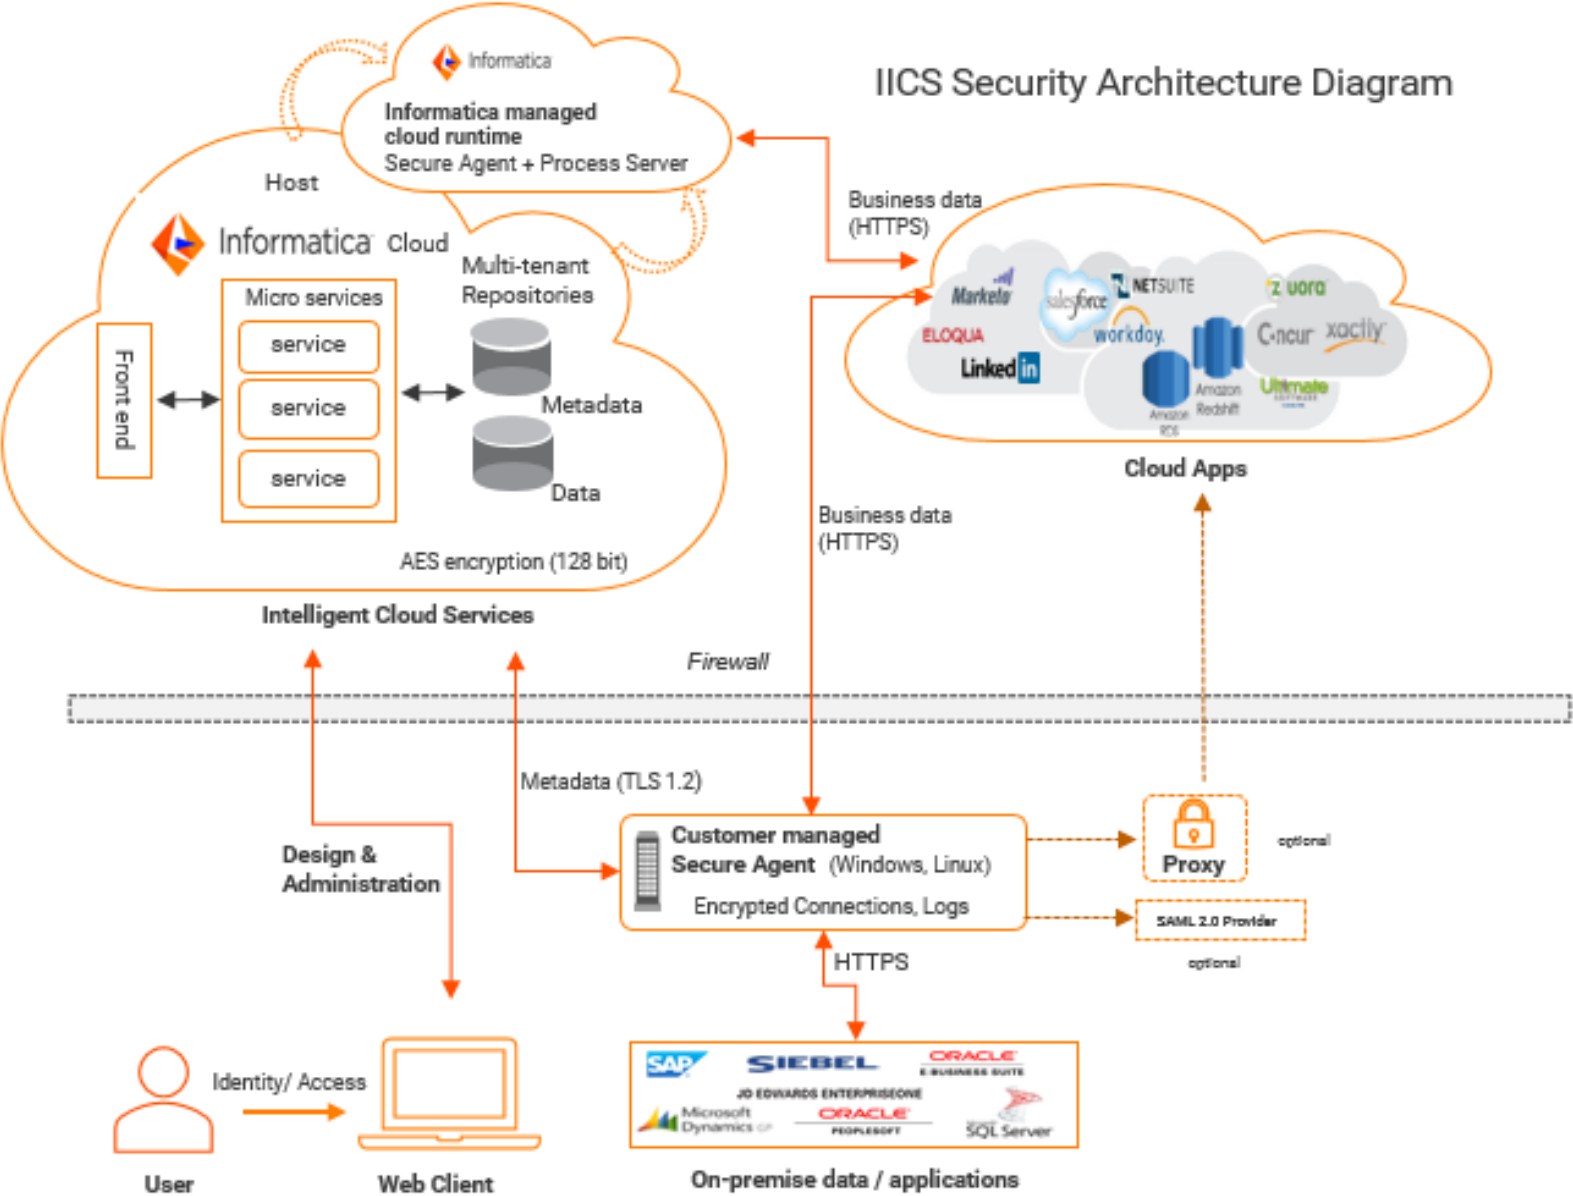 IICS Security Architecture Diagram
Informatica
Informatica managed
cloud runtime
Secure Agent + Process Server
Host
Informatica Cloud
Micro services
service
service
service
Front end
Multi-tenant
Repositories
Metadata
Data
AES encryption (128 bit)
Intelligent Cloud Services
Business data
(HTTPS)
Marketo
salesforce
NETSUITE
zuora
ELOQUA
workday.
Concur
xactly
LinkedIn
Amazon
RDS
Amazon
Redshift
Ultimate
SOFTWARE
Cloud Apps
Business data
(HTTPS)
Firewall
Metadata (TLS 1.2)
Design &
Administration
Customer managed
Secure Agent (Windows, Linux)
Encrypted Connections, Logs
Proxy
optional
SAML 2.0 Provider
optional
HTTPS
SAP
SIEBEL
ORACLE
E-BUSINESS SUITE
JD EDWARDS ENTERPRISEONE
Microsoft
Dynamics GP
ORACLE
PEOPLESOFT
SQL Server
On-premise data / applications
Identity/ Access
User
Web Client